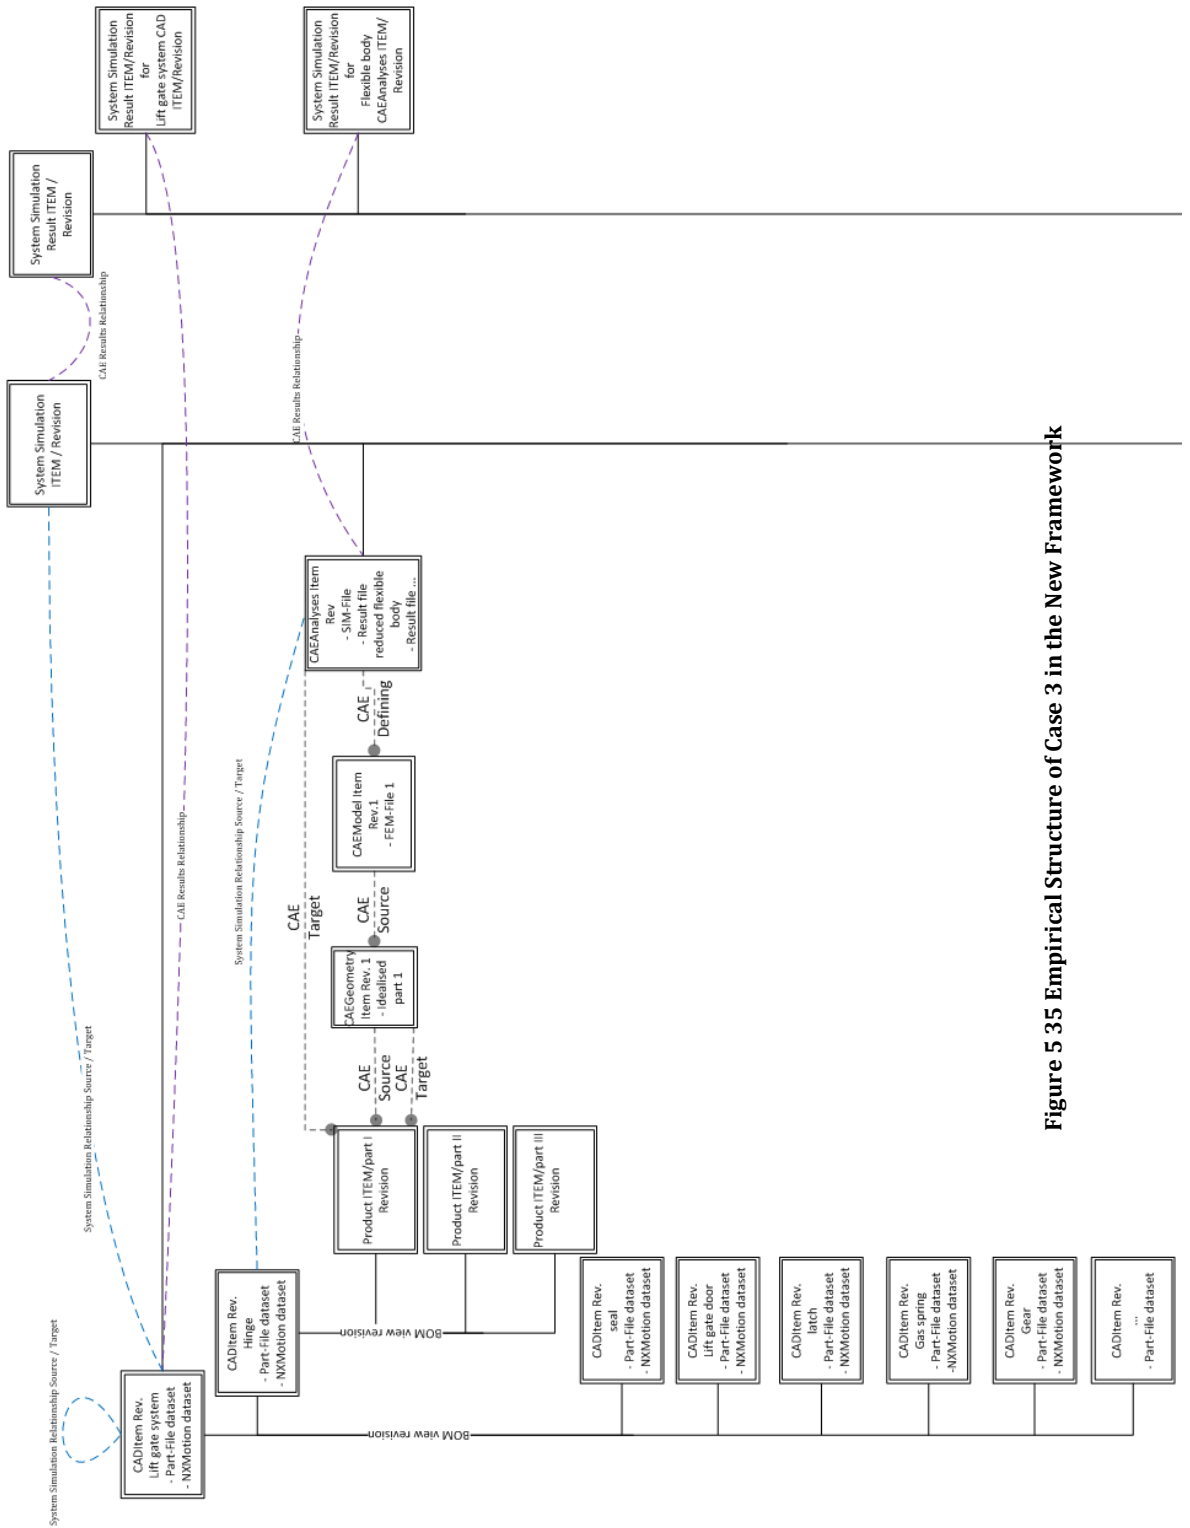 System Simulation
Result ITEM/Revision
for
Lift gate system CAD
ITEM/Revision
System Simulation
Result ITEM/Revision
for
Flexible body
CAEAnalyses ITEM/
Revision
System Simulation
Result ITEM /
Revision
CAE Results Relationship
System Simulation
ITEM / Revision
CAE Results Relationship
CAEAnalyses Item
Rev
- SIM-File
- Result file
reduced flexible
body
- Result file ...
CAE
Defining
CAEModel Item
Rev.1
- FEM-File 1
CAE
Source
CAEGeometry
Item Rev. 1
- Idealised
part 1
CAE
Source
CAE
Target
CAE
Target
System Simulation Relationship Source / Target
CAE Results Relationship
System Simulation Relationship Source / Target
Product ITEM/part I
Revision
Product ITEM/part II
Revision
Product ITEM/part III
Revision
BOM view revision
CADItem Rev.
Hinge
- Part-File dataset
- NXMotion dataset
CADItem Rev.
seal
- Part-File dataset
- NXMotion dataset
CADItem Rev.
Lift gate door
- Part-File dataset
- NXMotion dataset
CADItem Rev.
latch
- Part-File dataset
- NXMotion dataset
CADItem Rev.
Gas spring
- Part-File dataset
-NXMotion dataset
CADItem Rev.
Gear
- Part-File dataset
- NXMotion dataset
CADItem Rev.
...
- Part-File dataset
BOM view revision
CADItem Rev.
Lift gate system
- Part-File dataset
- NXMotion dataset
System Simulation Relationship Source / Target
Figure 5 35 Empirical Structure of Case 3 in the New Framework